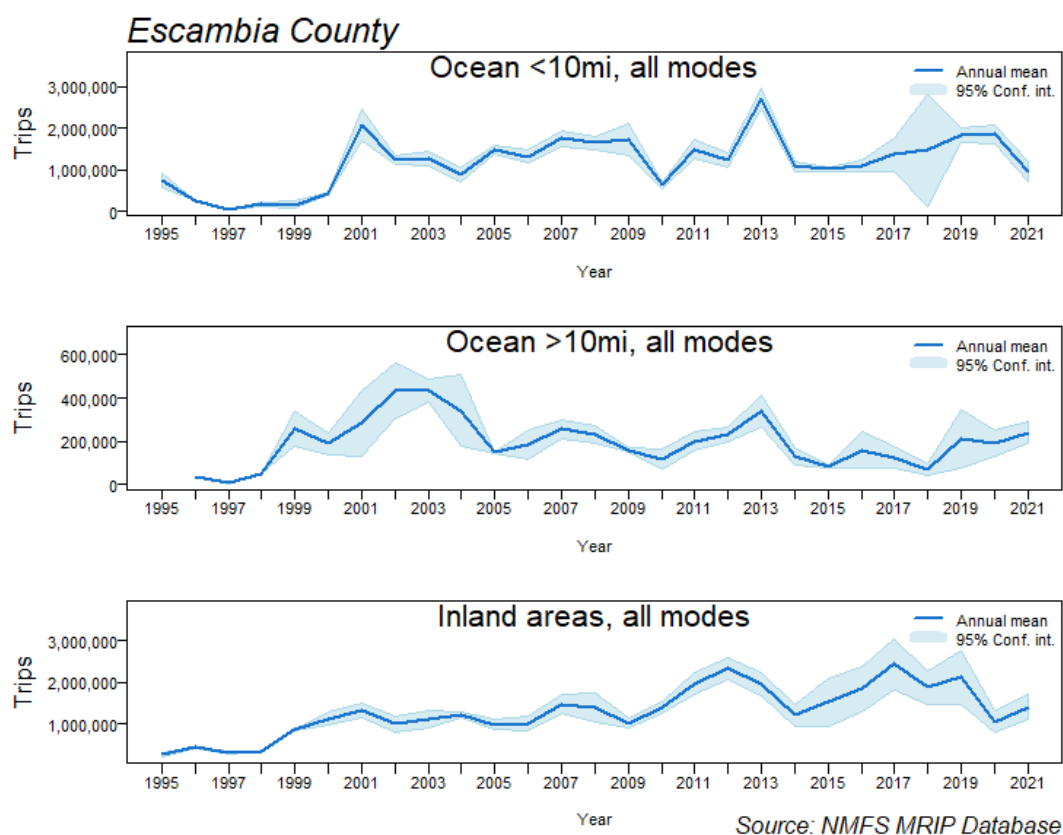 Escambia County
Ocean <10mi, all modes
Annual mean
95% Conf. int.
Trips
3,000,000
2,000,000
1,000,000
0
1995 1997 1999 2001 2003 2005 2007 2009 2011 2013 2015 2017 2019 2021
Year
Ocean >10mi, all modes
Annual mean
95% Conf. int.
Trips
600,000
400,000
200,000
0
1995 1997 1999 2001 2003 2005 2007 2009 2011 2013 2015 2017 2019 2021
Year
Inland areas, all modes
Annual mean
95% Conf. int.
Trips
3,000,000
2,000,000
1,000,000
1995 1997 1999 2001 2003 2005 2007 2009 2011 2013 2015 2017 2019 2021
Year
Source: NMFS MRIP Database